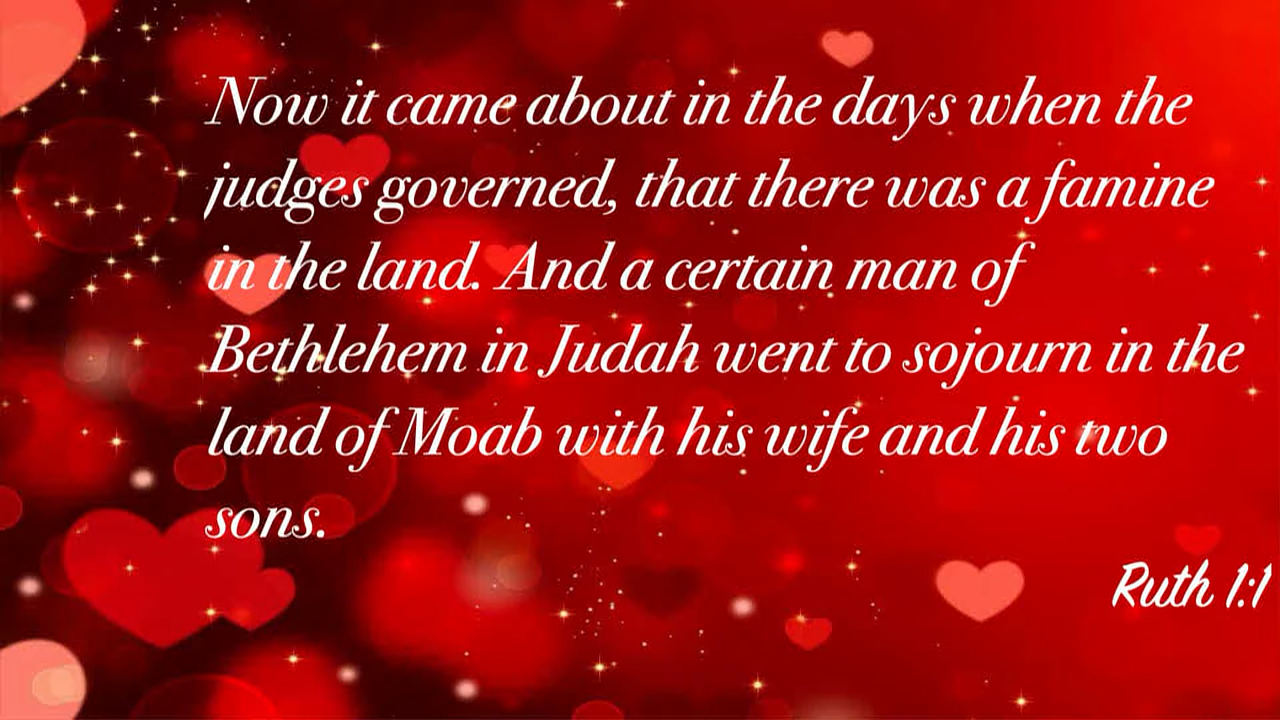 Now it came about in the days when the
judges governed, that there was a famine
in the land. And a certain man of
Bethlehem in Judah went to sojourn in the
land of Moab with his wife and his two
sons.
Ruth 1:1